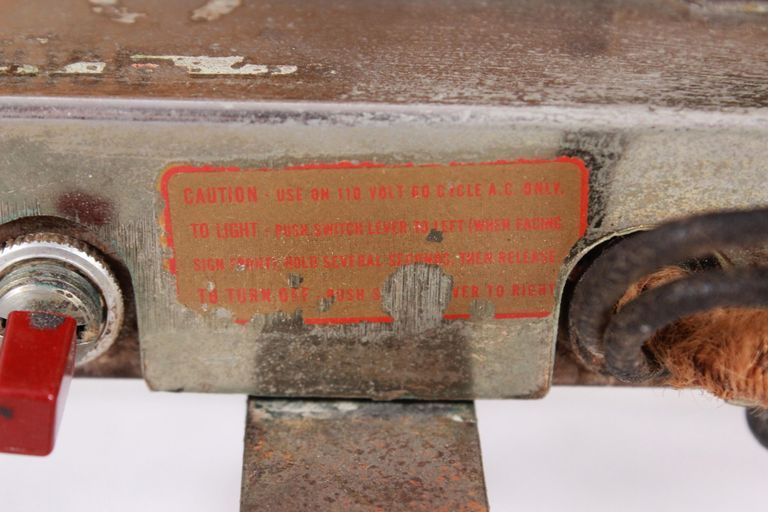 CAUTION - USE ON 110 VOLT 60 CYCLE A.C. ONLY.
TO LIGHT - PUSH SWITCH LEVER TO LEFT (WHEN FACING
SIGN FRONT), HOLD SEVERAL SECONDS, THEN RELEASE.
TO TURN OFF - PUSH TO RIGHT